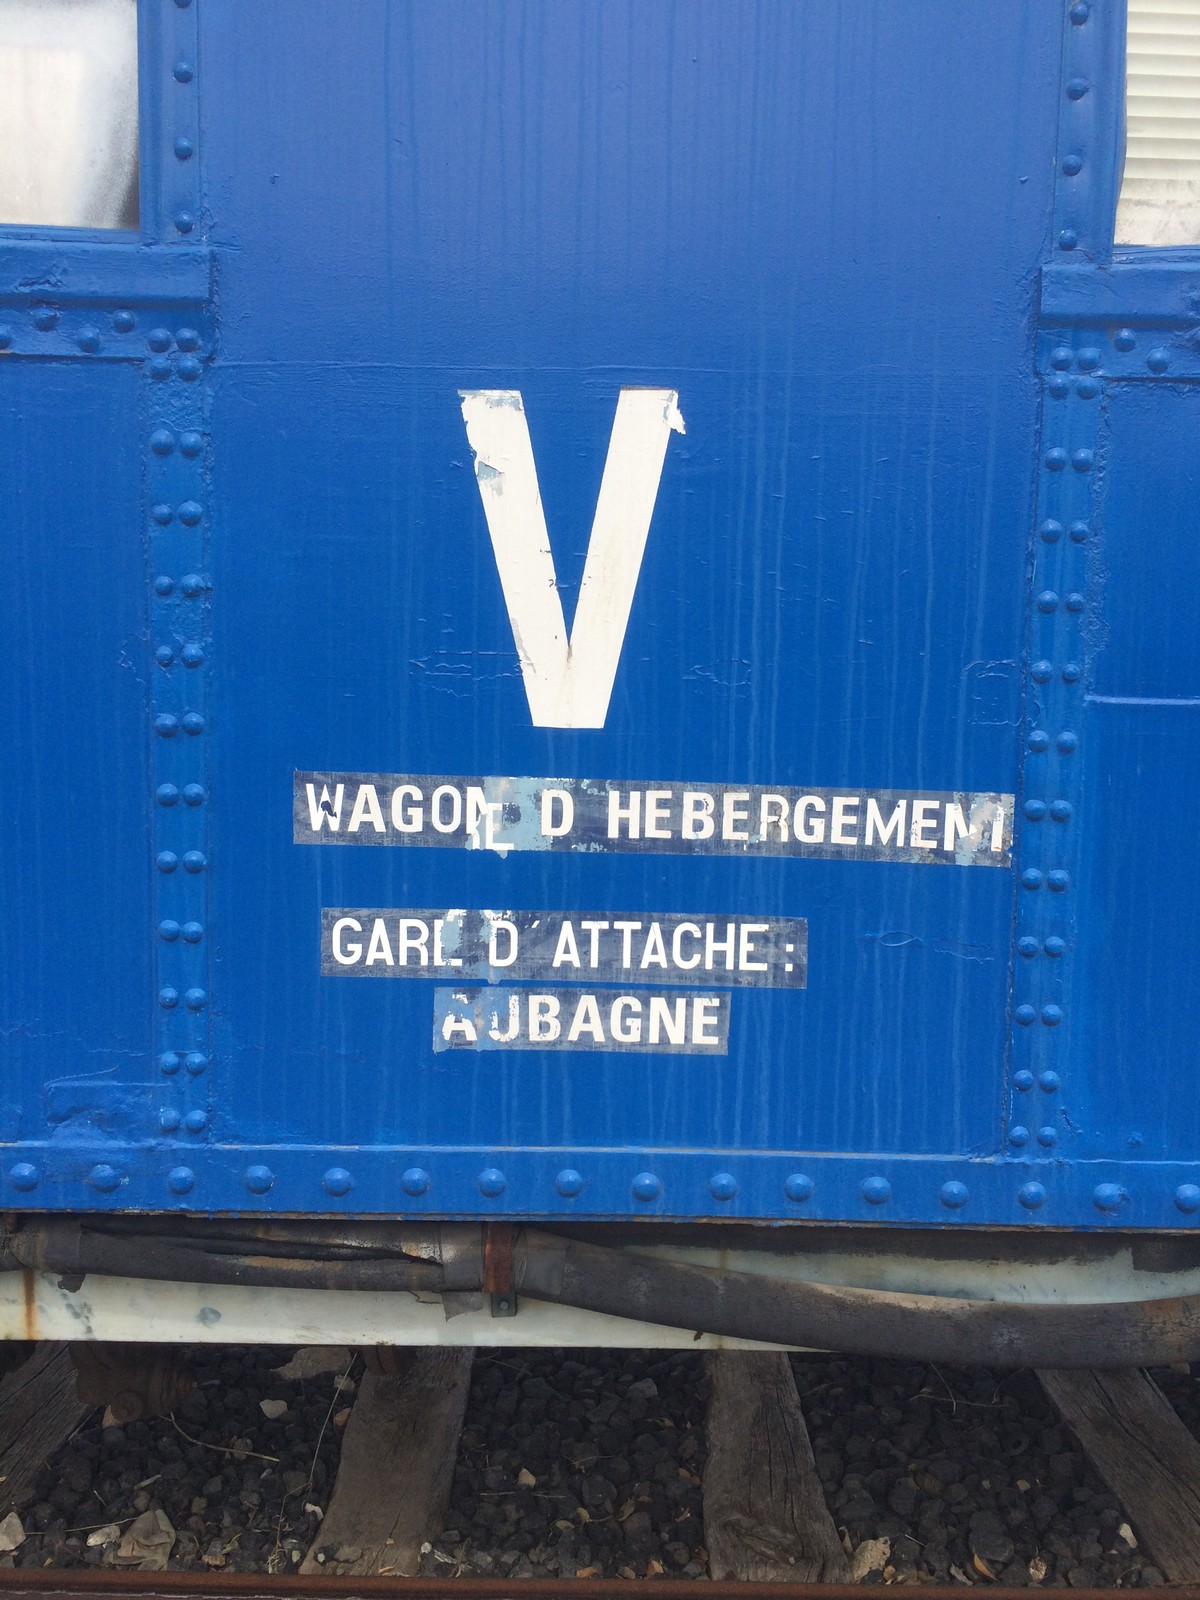 V
WAGON D HEBERGEMENT
GARE D´ATTACHE :
AUBAGNE